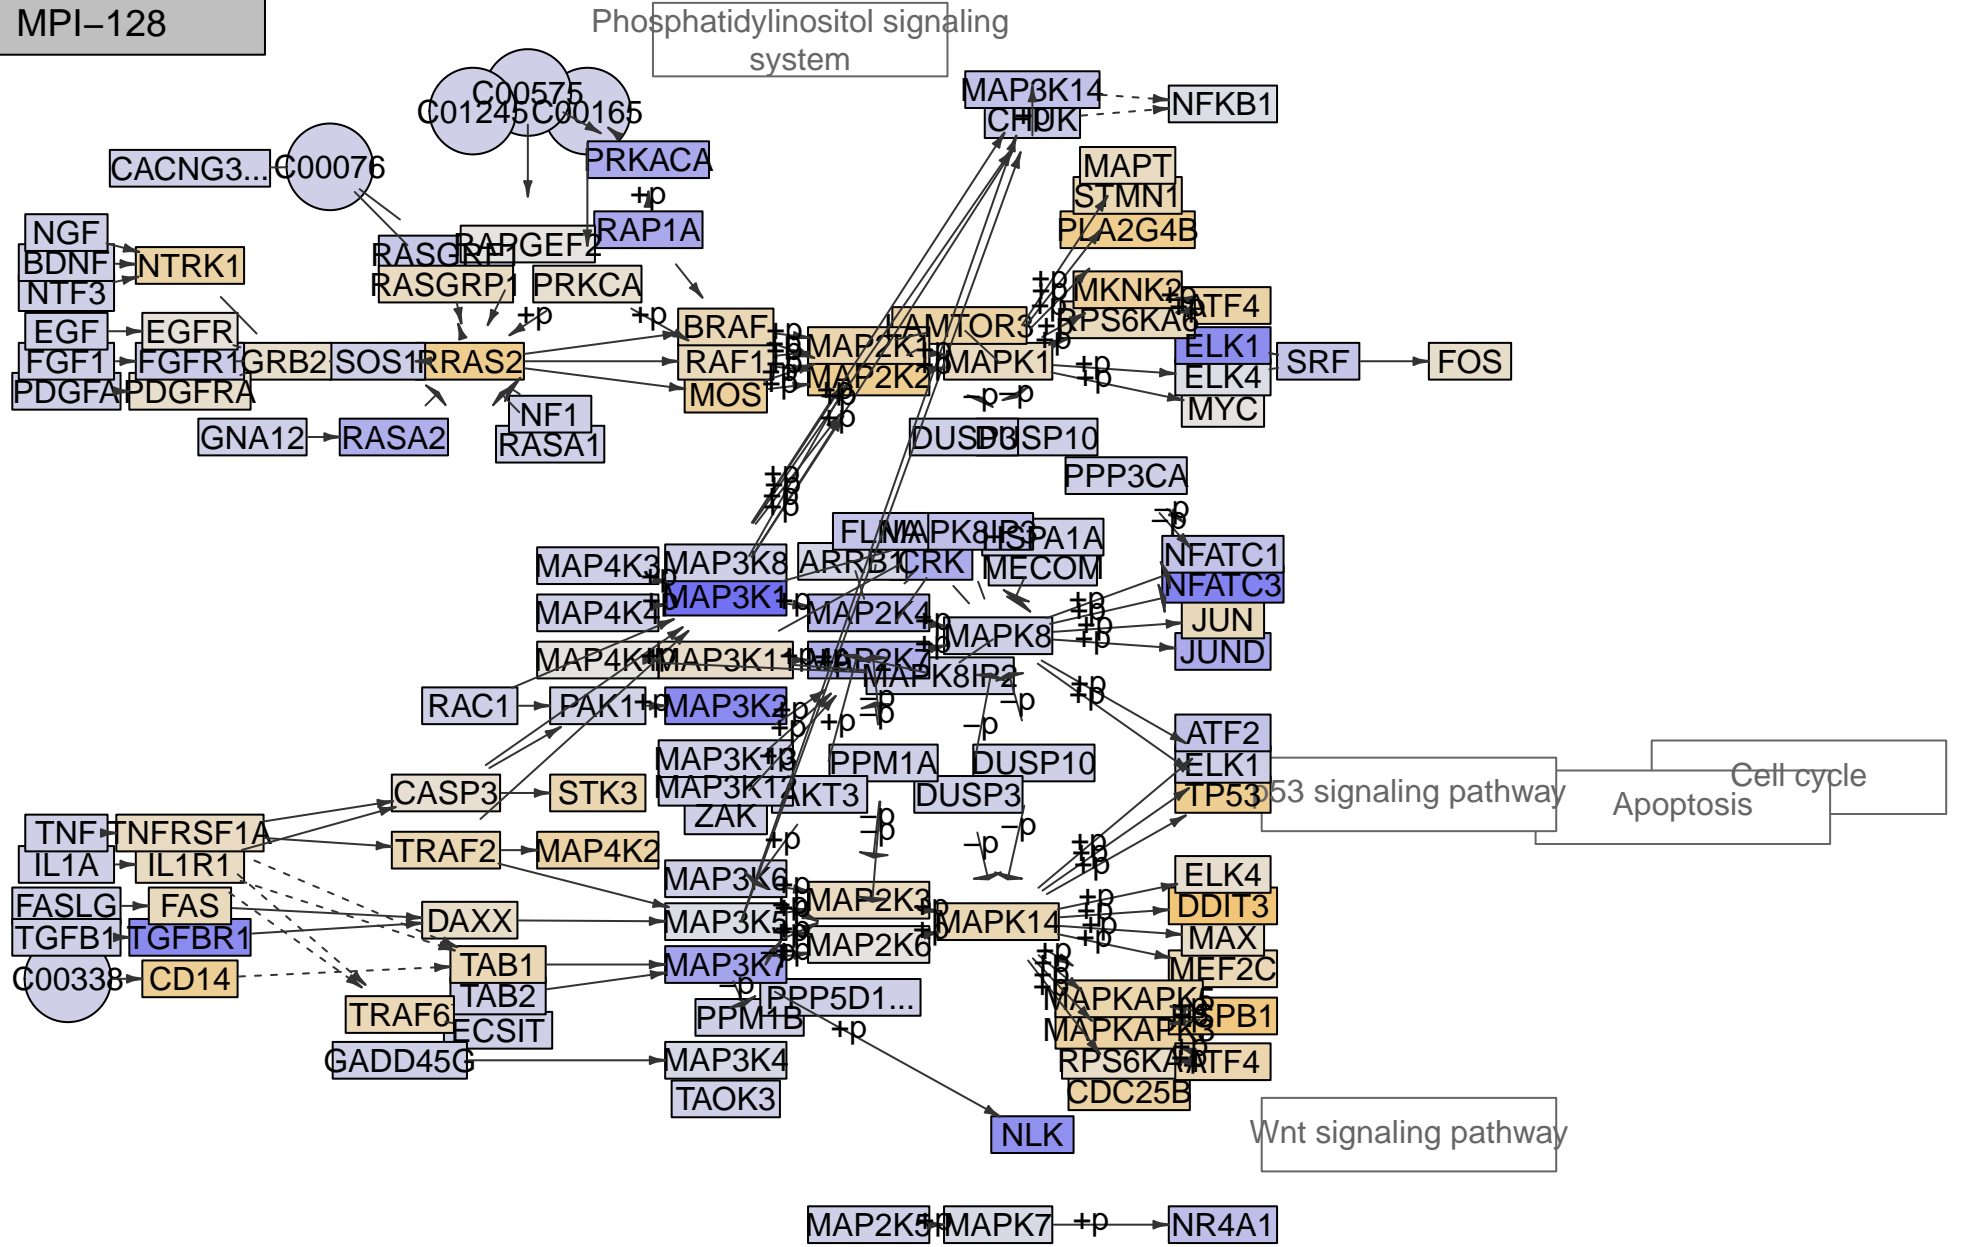 MPI−128
Phosphatidylinositol signaling
system
C00575
C01245
C00165
MAP3K14
CHUK
+p
NFKB1
CACNG3...
C00076
PRKACA
+p
RAP1A
MAPT
STMN1
PLA2G4B
NGF
BDNF
NTF3
NTRK1
RAPGEF2
RASGRP1
PRKCA
+p
+p
+p
+p
+p
+p
MKNK2
RPS6KA6
+p
+p
ATF4
EGF
EGFR
FGF1
FGFR1
GRB2
SOS1
RRAS2
PDGFA
PDGFRA
BRAF
RAF1
MOS
+p
+p
+p
+p
LAMTOR3
MAP2K1
MAP2K2
+p
+p
MAPK1
+p
+p
ELK1
ELK4
MYC
SRF
FOS
GNA12
RASA2
NF1
RASA1
+p
+p
−p
−p
DUSP3
DUSP10
PPP3CA
+p
+p
+p
+p
−p
−p
FLNA
MAPK8IP3
HSPA1A
ARRB1
CRK
MECOM
NFATC1
NFATC3
JUN
JUND
MAP4K3
+p
MAP3K8
MAP3K1
+p
MAP4K4
+p
MAP2K4
+p
MAPK8
+p
+p
+p
+p
MAP3K11
+p
+p
MAP2K7
+p
MAPK8IP2
RAC1
PAK1
+p
MAP3K2
+p
+p
+p
−p
−p
−p
−p
+p
+p
ATF2
ELK1
TP53
MAP3K13
+p
MAP3K12
ZAK
AKT3
PPM1A
DUSP10
DUSP3
p53 signaling pathway
Cell cycle
Apoptosis
CASP3
STK3
TNF
TNFRSF1A
IL1A
IL1R1
TRAF2
MAP4K2
+p
−p
−p
−p
−p
+p
+p
+p
FASLG
FAS
TGFB1
TGFBR1
C00338
CD14
DAXX
MAP3K6
MAP3K5
MAP3K7
+p
+p
+p
+p
MAP2K3
MAP2K6
+p
+p
MAPK14
+p
+p
+p
+p
ELK4
DDIT3
MAX
MEF2C
TAB1
TAB2
ECSIT
TRAF6
−p
PPP5D1...
PPM1B
+p
+p
+p
+p
MAPKAPK5
MAPKAPK3
CDC25B
+p
ATF4
GADD45G
MAP3K4
TAOK3
NLK
Wnt signaling pathway
MAP2K5
+p
MAPK7
+p
NR4A1